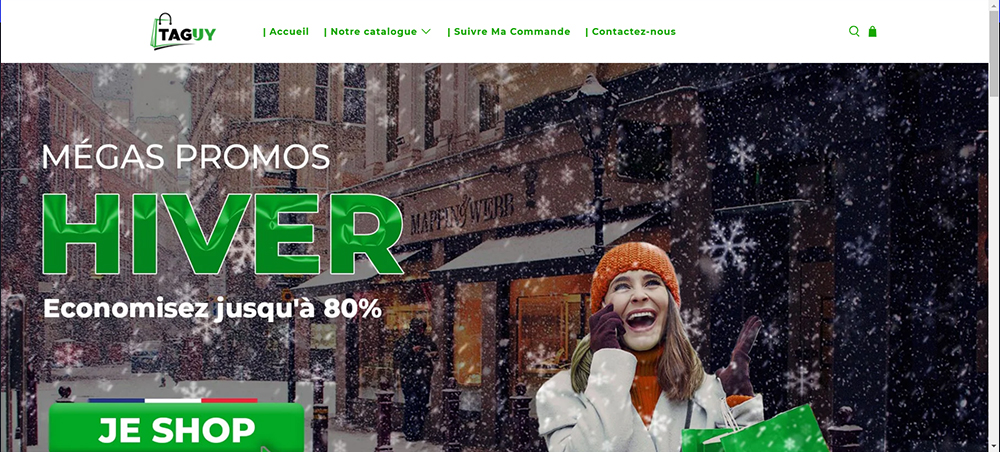 TAGUY
| Accueil
| Notre catalogue
| Suivre Ma Commande
| Contactez-nous
MÉGAS PROMOS
HIVER
MAPPIN & WEBB
Economisez jusqu'à 80%
JE SHOP